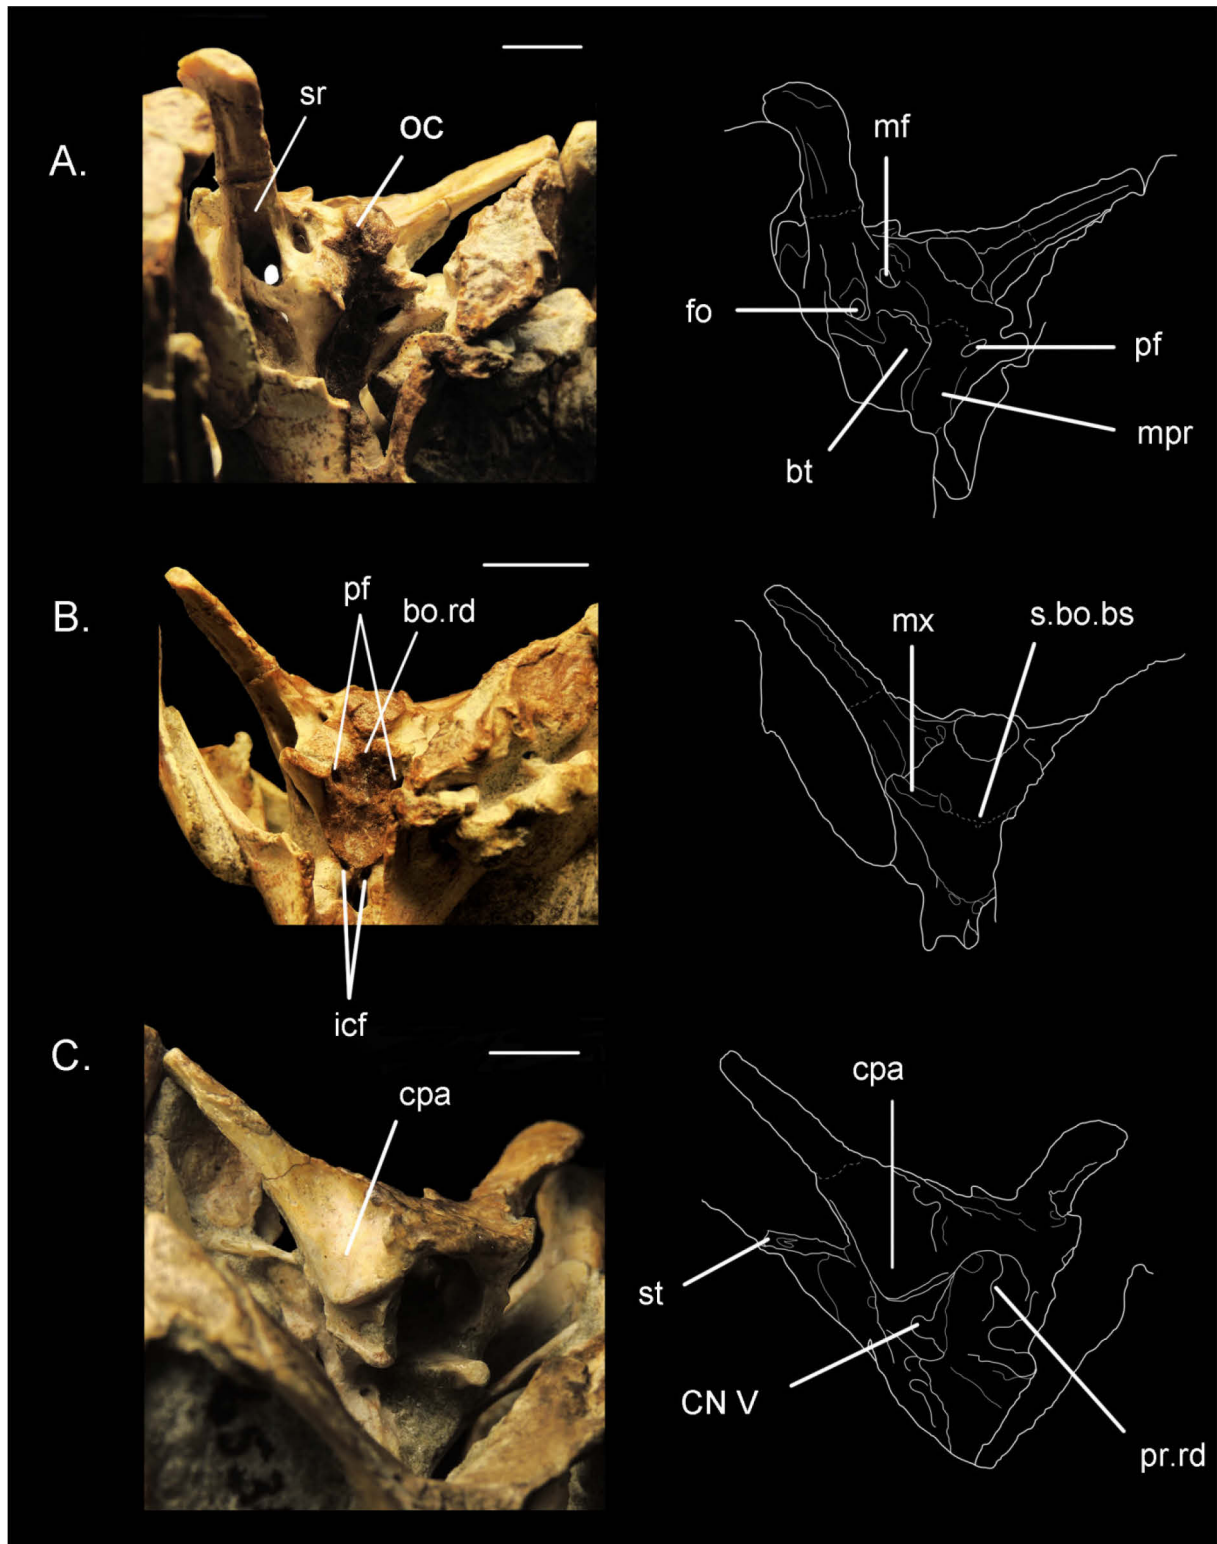 A.
sr
oc
mf
fo
pf
bt
mpr
B.
pf
bo.rd
mx
s.bo.bs
icf
C.
cpa
cpa
st
CN V
pr.rd